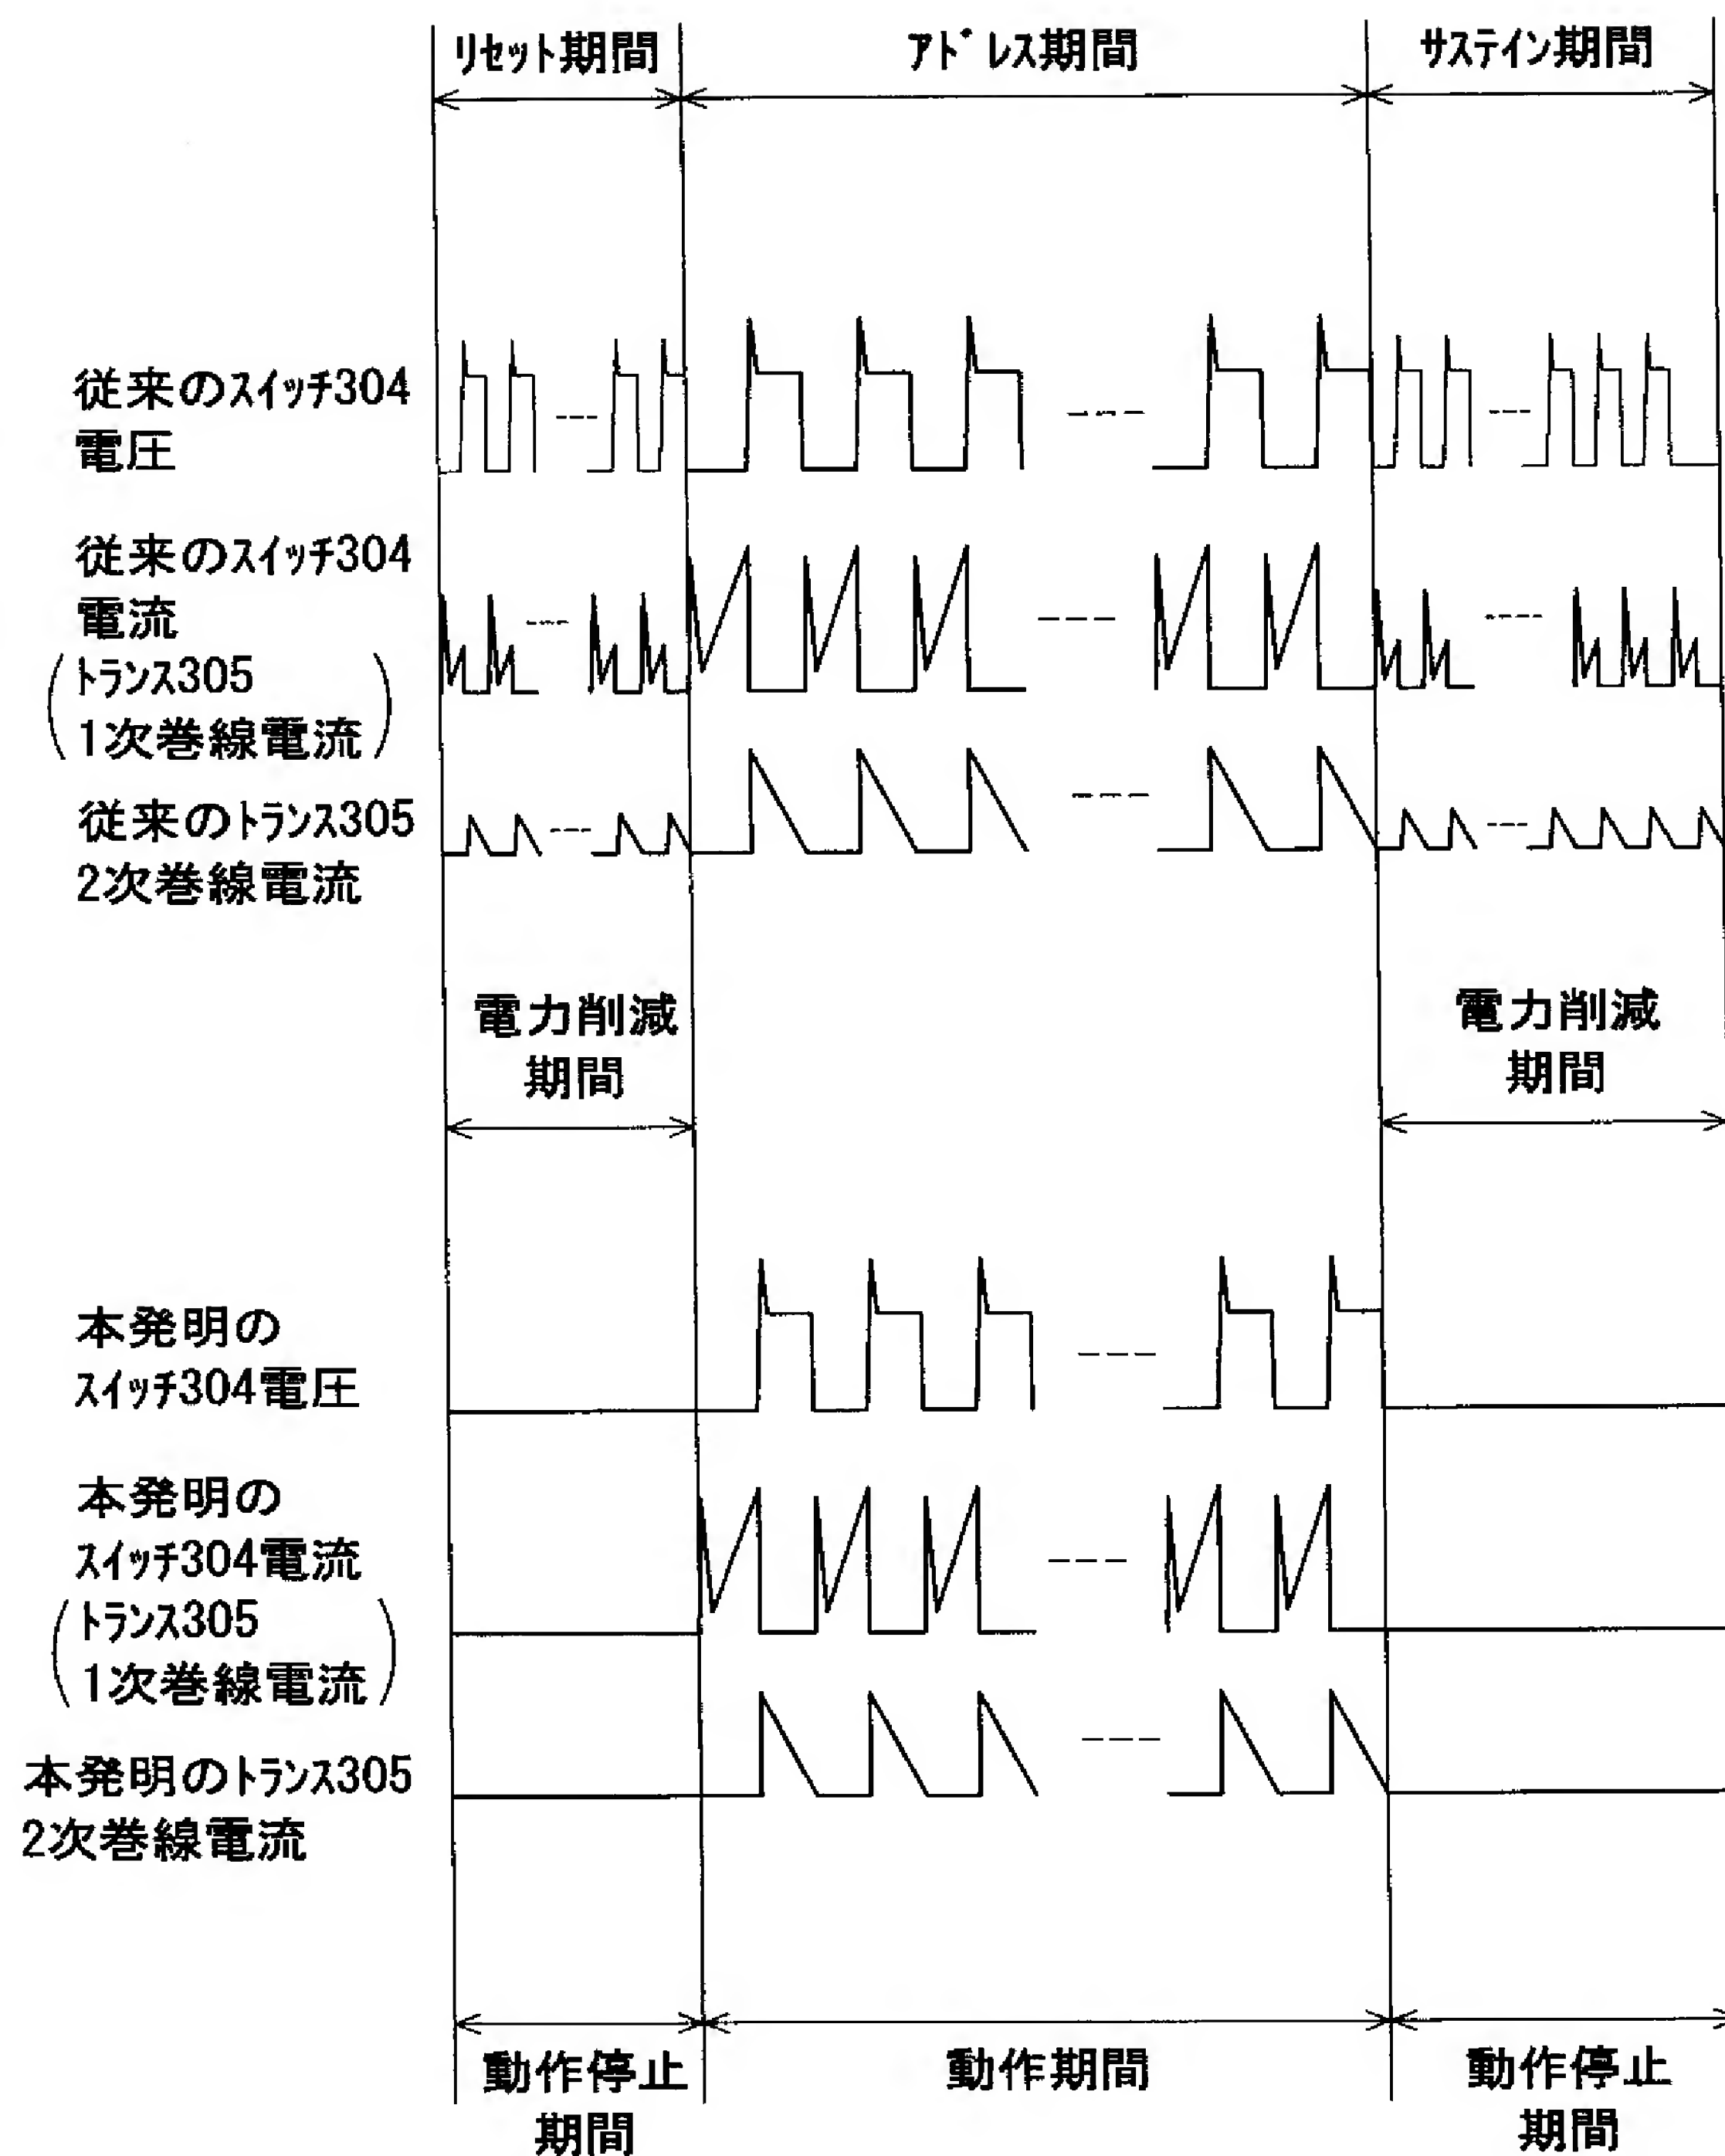 リセット期間
アドレス期間
サステイン期間
従来のスイッチ304
電圧
従来のスイッチ304
電流
(トランス305
1次巻線電流)
従来のトランス305
2次巻線電流
電力削減
期間
電力削減
期間
本発明の
スイッチ304電圧
本発明の
スイッチ304電流
(トランス305
1次巻線電流)
本発明のトランス305
2次巻線電流
動作停止
期間
動作期間
動作停止
期間